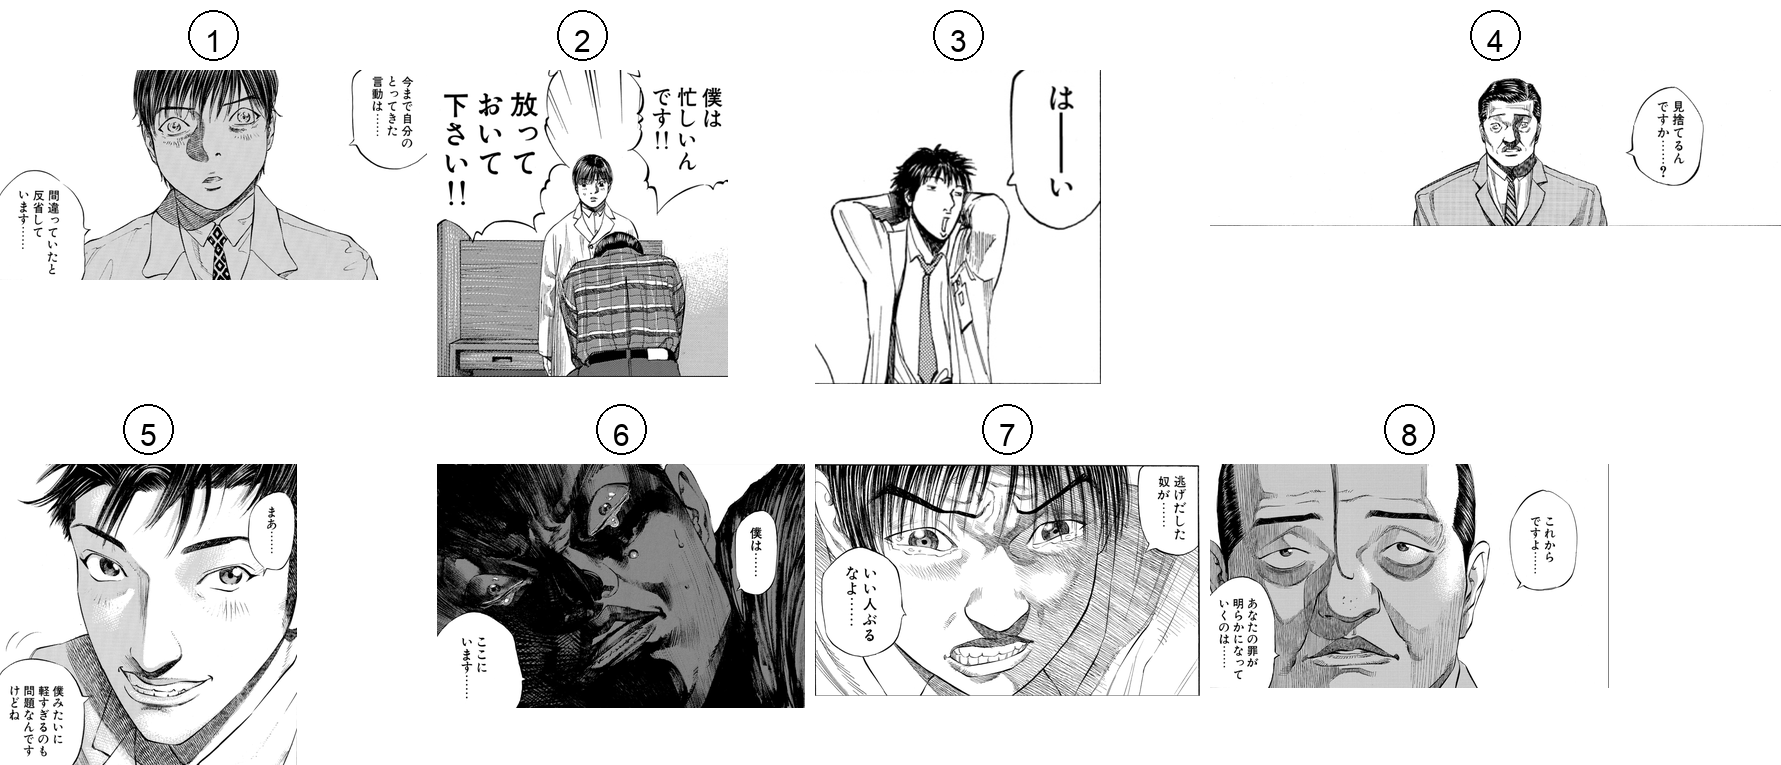 1
今まで自分の
とってきた
言動は……
間違っていたと
反省して
います……
2
僕は
忙しいん
です!!
放って
おいて
下さい!!
3
はーい
4
見捨てるん
ですか……?
5
まあ……
僕みたいに
軽すぎるのも
問題なんです
けどね
6
僕は……
ここに
います……
7
逃げだした
奴が……
いい人ぶる
なよ……
8
これから
ですよ……
あなたの罪が
明らかになって
いくのは……